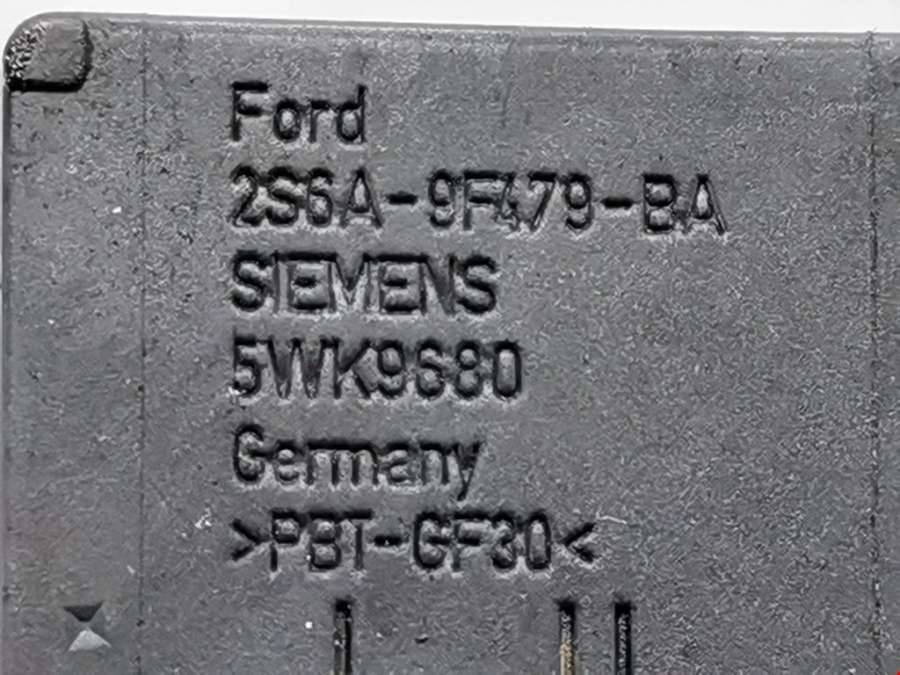 Ford
2S6A-9F479-BA
SIEMENS
5WK9680
Germany
>PBT-GF30<